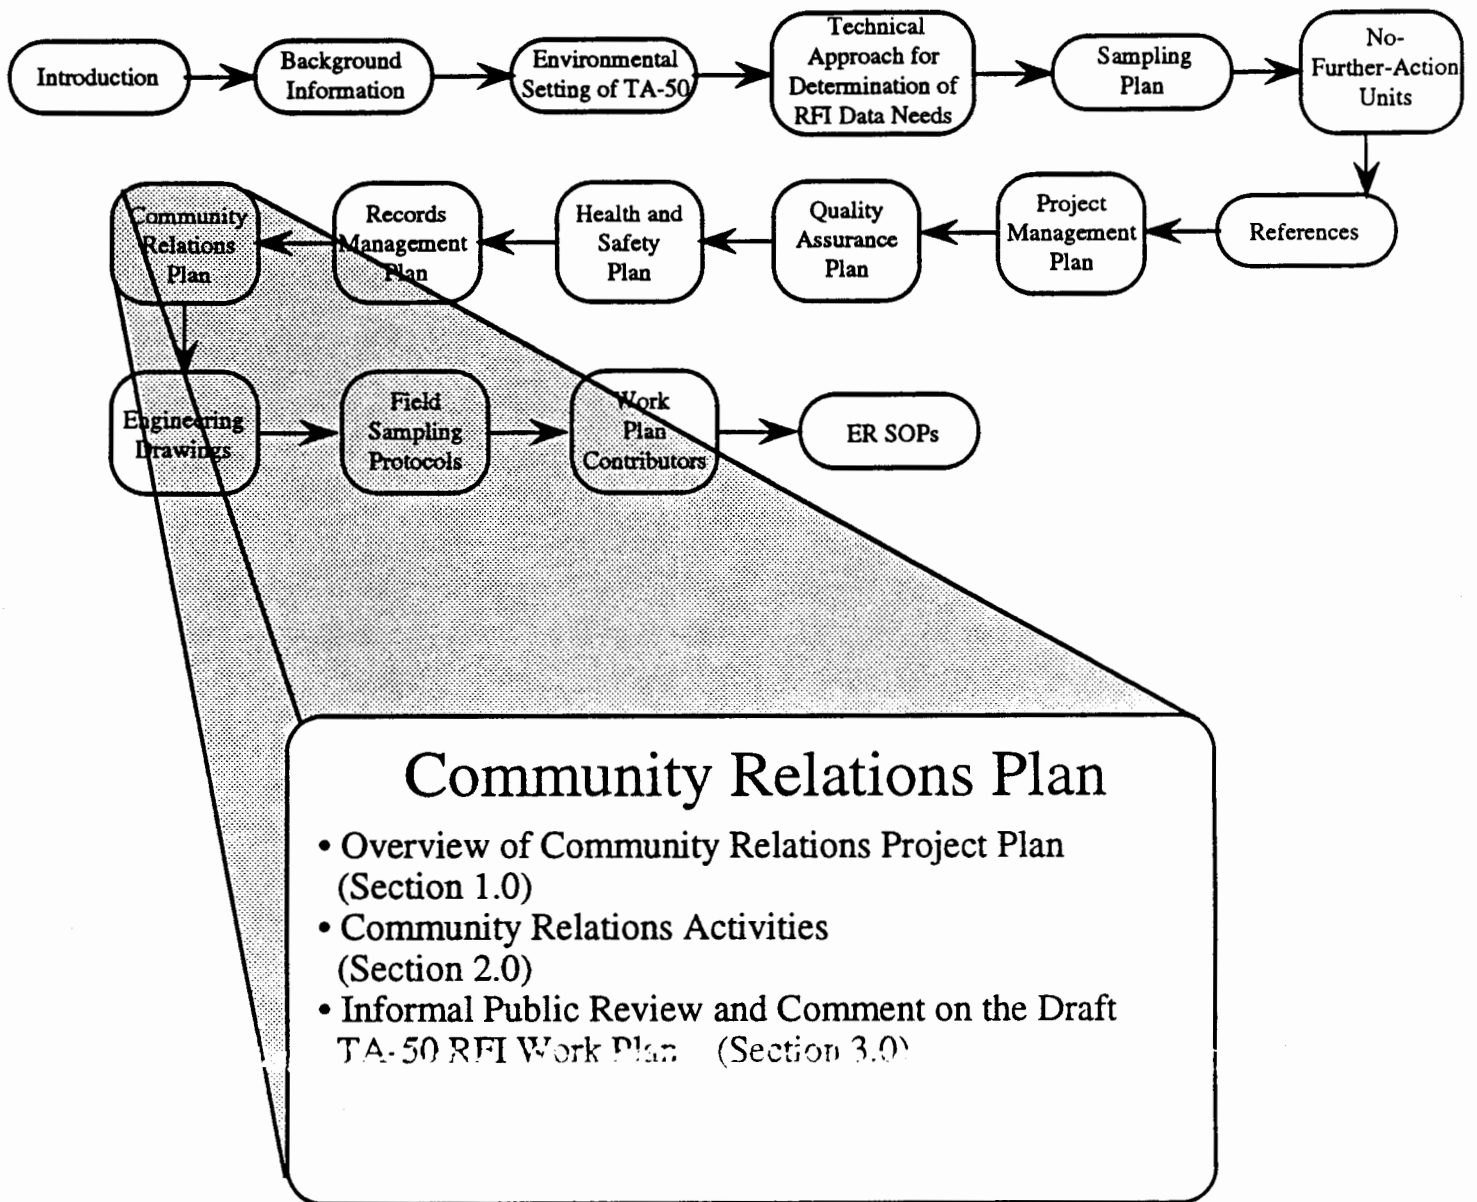 Introduction
Background
Information
Environmental
Setting of TA-50
Technical
Approach for
Determination of
RFI Data Needs
Sampling
Plan
No-
Further-Action
Units
Community
Relations
Plan
Records
Management
Plan
Health and
Safety
Plan
Quality
Assurance
Plan
Project
Management
Plan
References
Engineering
Drawings
Field
Sampling
Protocols
Work
Plan
Contributors
ER SOPs
Community Relations Plan
• Overview of Community Relations Project Plan
(Section 1.0)
• Community Relations Activities
(Section 2.0)
• Informal Public Review and Comment on the Draft
TA-50 RFI Work Plan (Section 3.0)